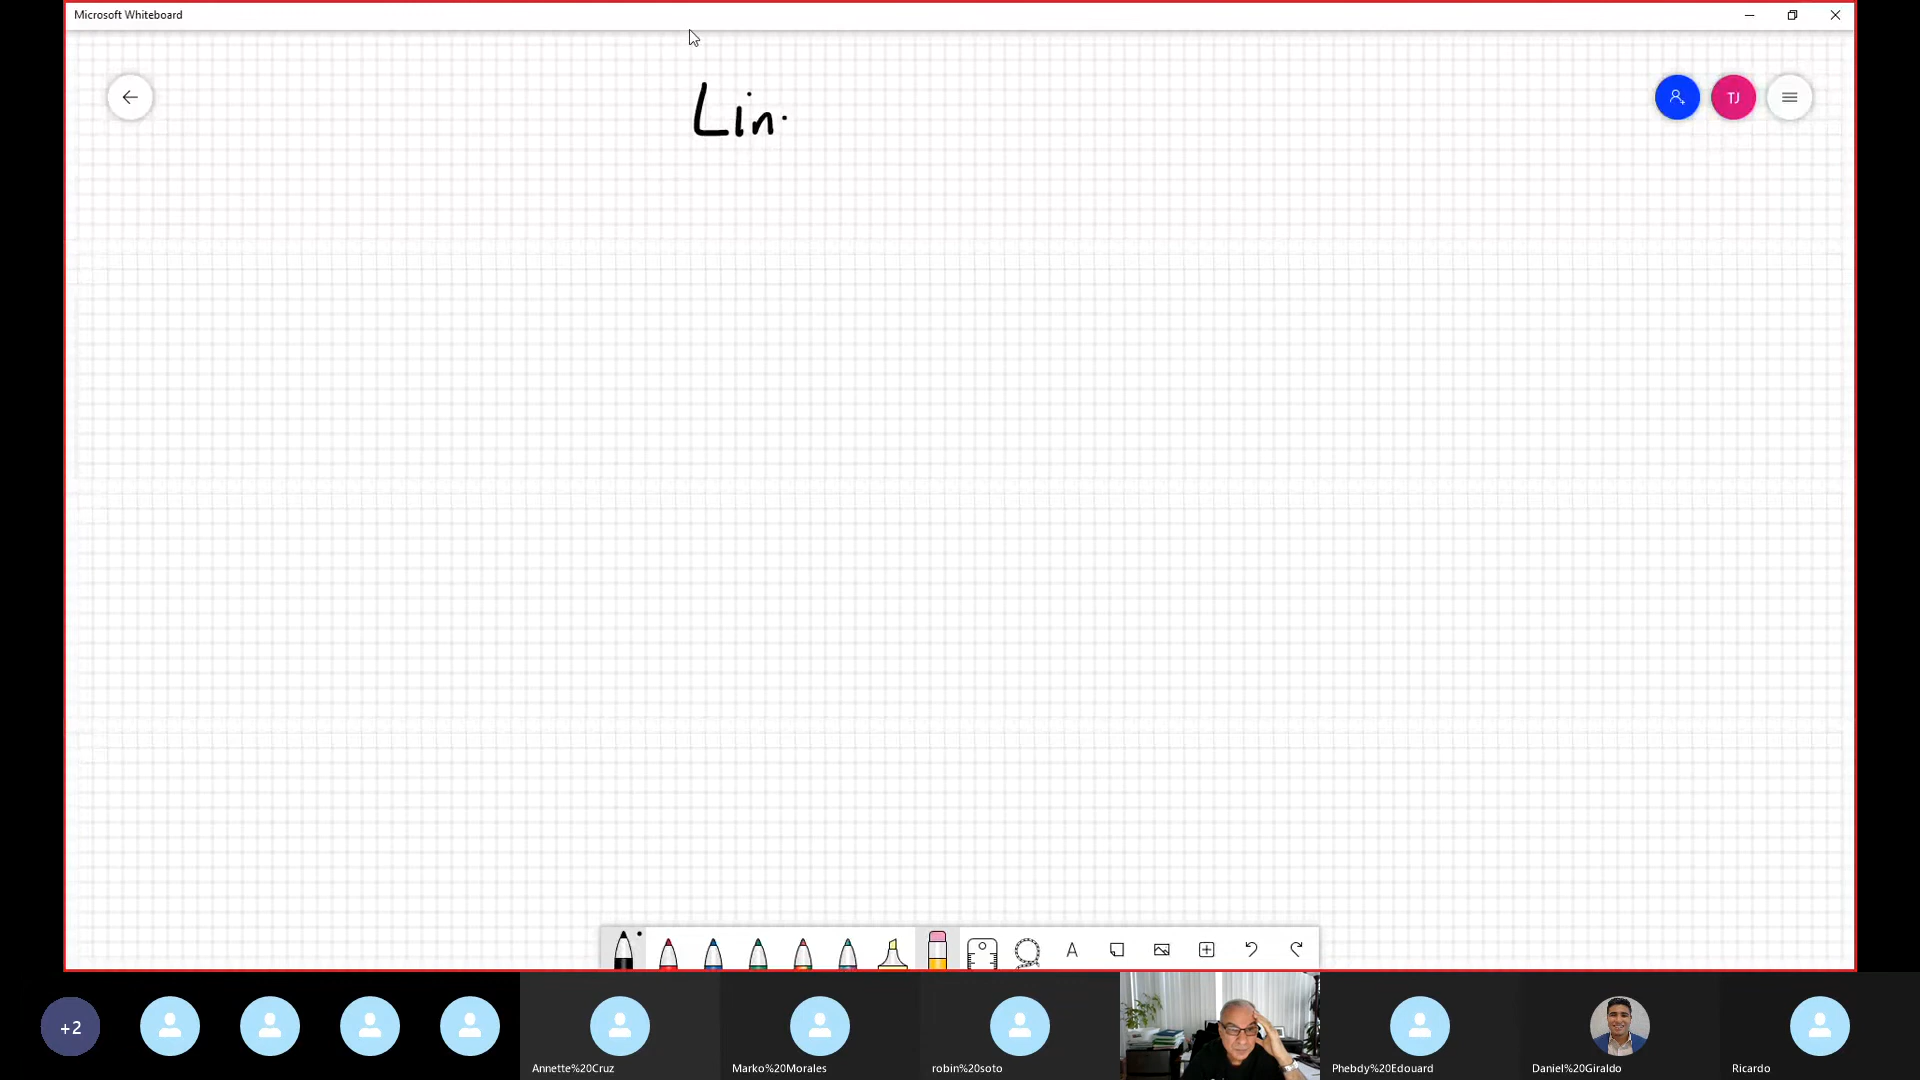 Microsoft Whiteboard
Lin.
TJ
A
+2
Annette%20Cruz
Marko%20Morales
robin%20soto
Phebdy%20Edouard
Daniel%20Giraldo
Ricardo